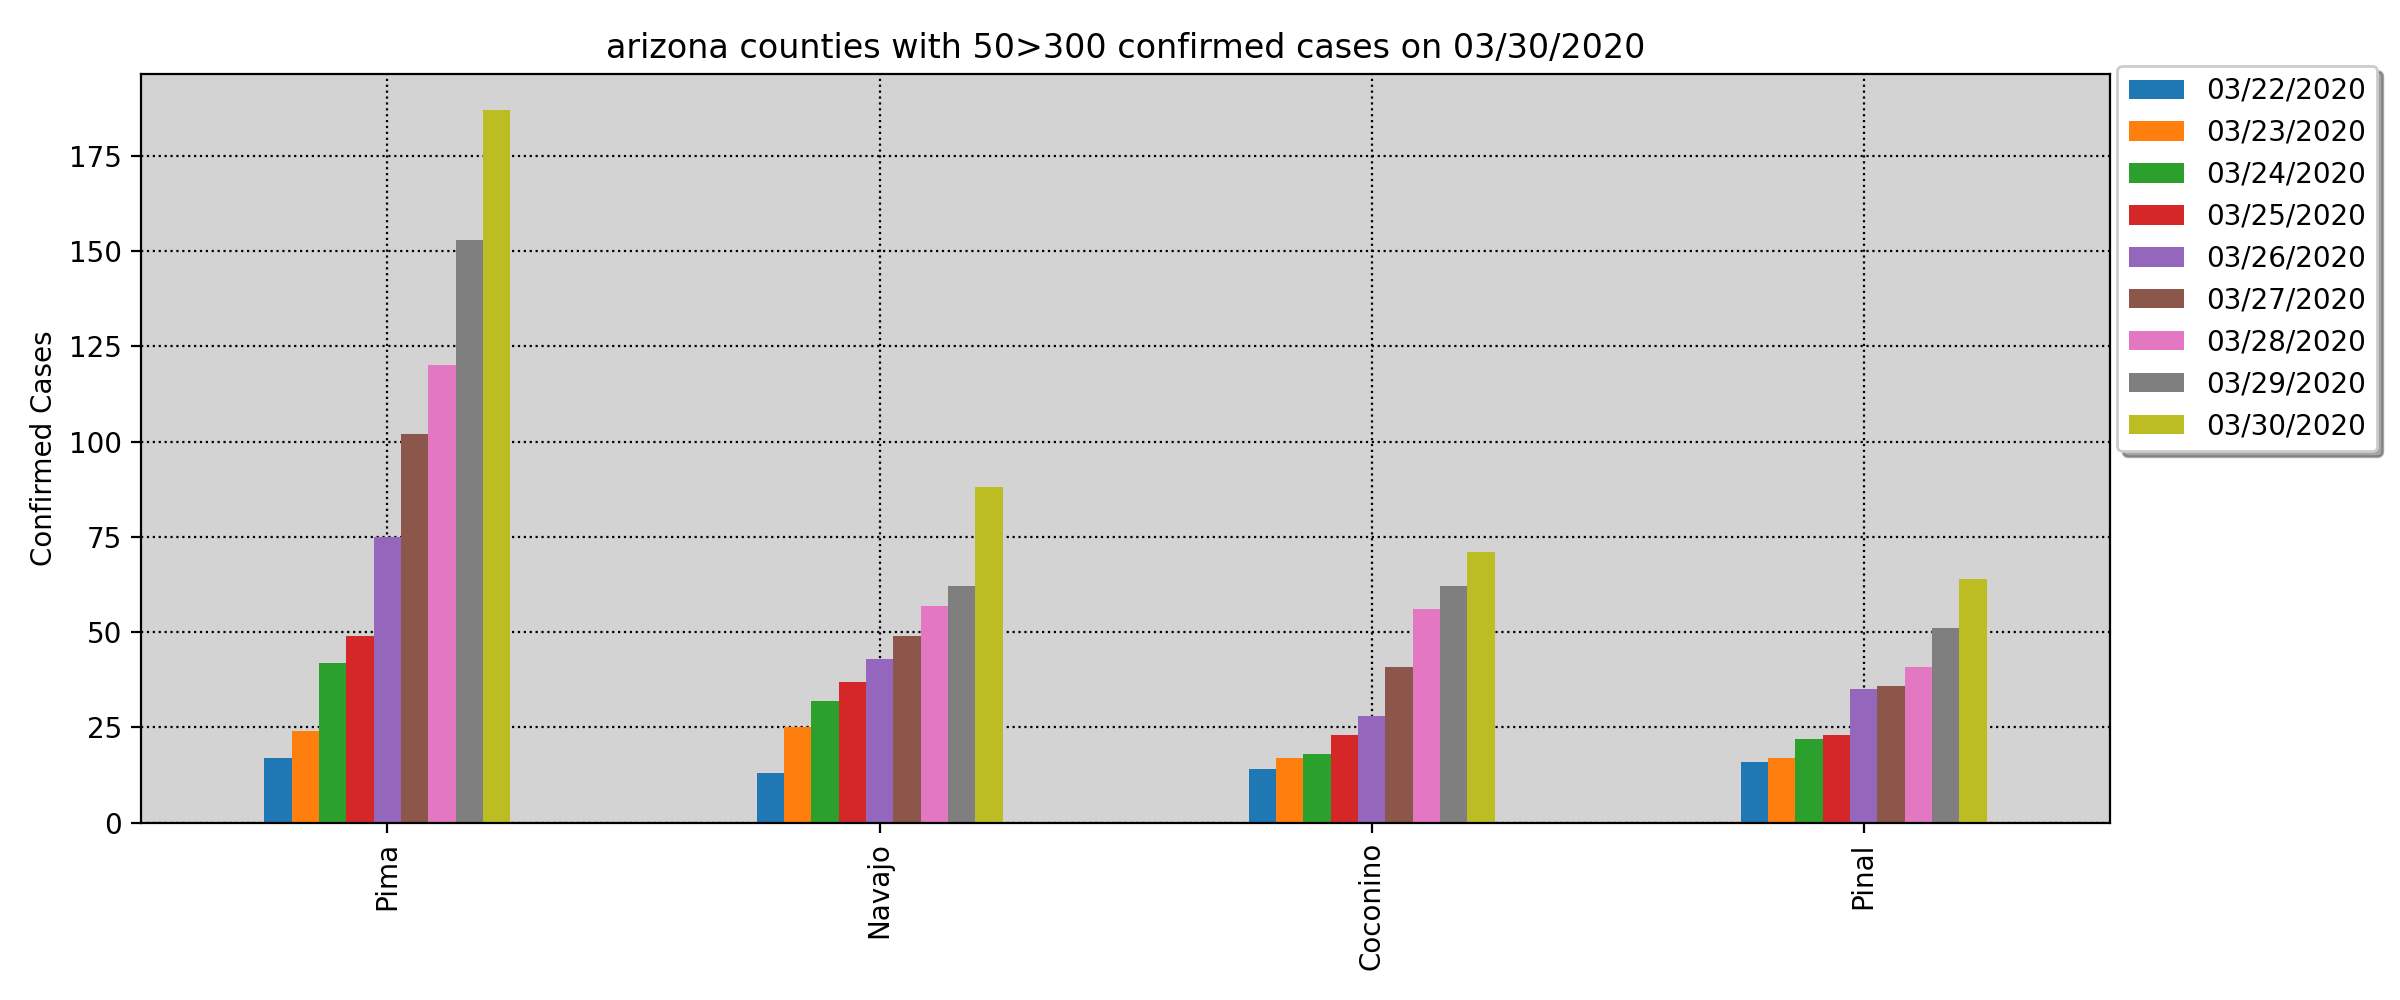 arizona counties with 50>300 confirmed cases on 03/30/2020
Confirmed Cases
175
150
125
100
75
50
25
0
Pima
Navajo
Coconino
Pinal
03/22/2020
03/23/2020
03/24/2020
03/25/2020
03/26/2020
03/27/2020
03/28/2020
03/29/2020
03/30/2020